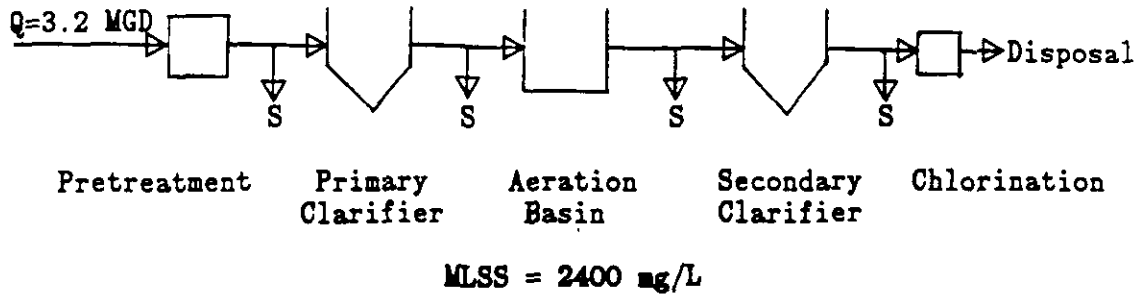 Q=3.2 MGD
Disposal
S S S S
Pretreatment Primary Aeration Secondary Chlorination
Clarifier Basin Clarifier
MLSS = 2400 mg/L